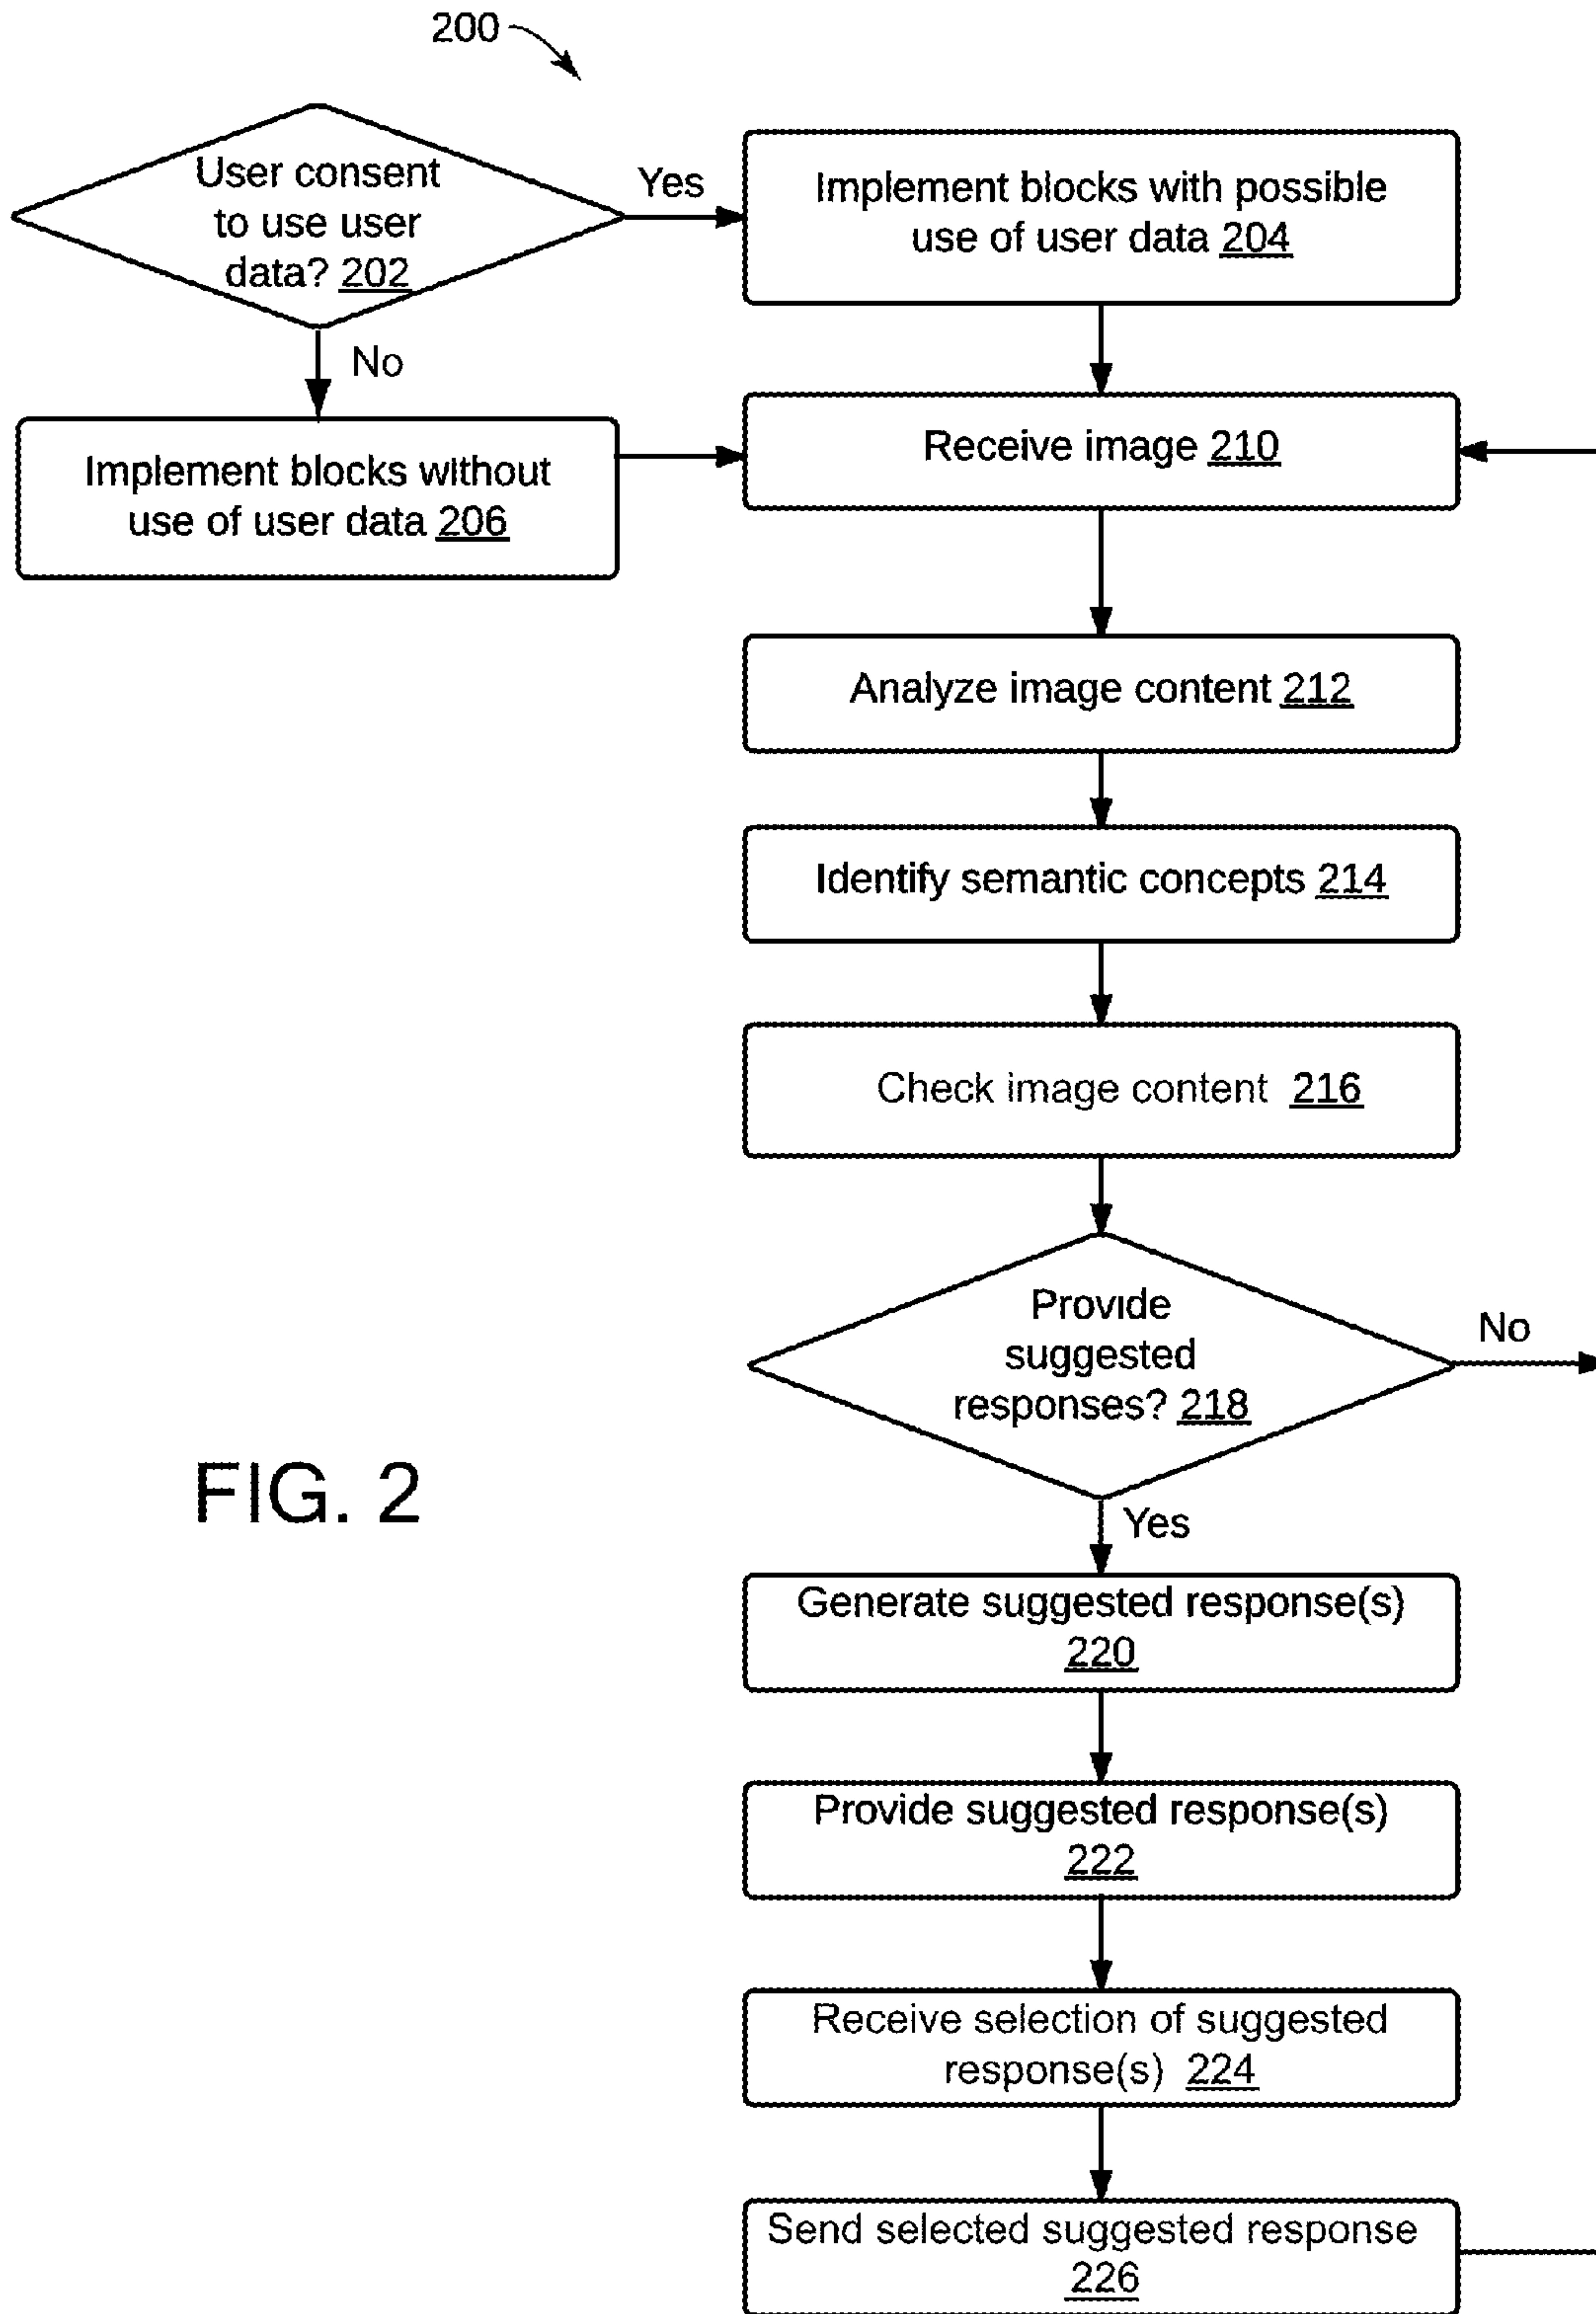 200
User consent
to use user
data? 202
Yes
Implement blocks with possible
use of user data 204
No
Implement blocks without
use of user data 206
Receive image 210
Analyze image content 212
Identify semantic concepts 214
Check image content 216
Provide
suggested
responses? 218
No
Yes
FIG. 2
Generate suggested response(s)
220
Provide suggested response(s)
222
Receive selection of suggested
response(s) 224
Send selected suggested response
226